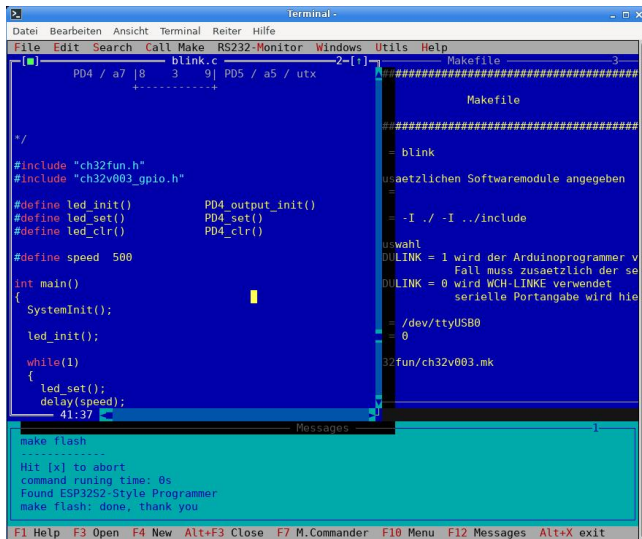 Terminal -
Datei Bearbeiten Ansicht Terminal Reiter Hilfe
File Edit Search Call Make RS232-Monitor Windows Utils Help
[■] blink.c 2=[↑]
PD4 / a7 |8 3 9| PD5 / a5 / utx
+-----------+
*/
#include "ch32fun.h"
#include "ch32v003_gpio.h"
#define led_init() PD4_output_init()
#define led_set() PD4_set()
#define led_clr() PD4_clr()
#define speed 500
int main()
{
SystemInit();
led_init();
while(1)
{
led_set();
delay(speed);
41:37
Makefile 3
######################################
Makefile
######################################
= blink
usaetzlichen Softwaremodule angegeben
=
= -I ./ -I ../include
uswahl
DULINK = 1 wird der Arduinoprogrammer v
Fall muss zusaetzlich der se
DULINK = 0 wird WCH-LINKE verwendet
serielle Portangabe wird hie
= /dev/ttyUSB0
= 0
32fun/ch32v003.mk
Messages 1
make flash
-------------
Hit [x] to abort
command runing time: 0s
Found ESP32S2-Style Programmer
make flash: done, thank you
F1 Help F3 Open F4 New Alt+F3 Close F7 M.Commander F10 Menu F12 Messages Alt+X exit